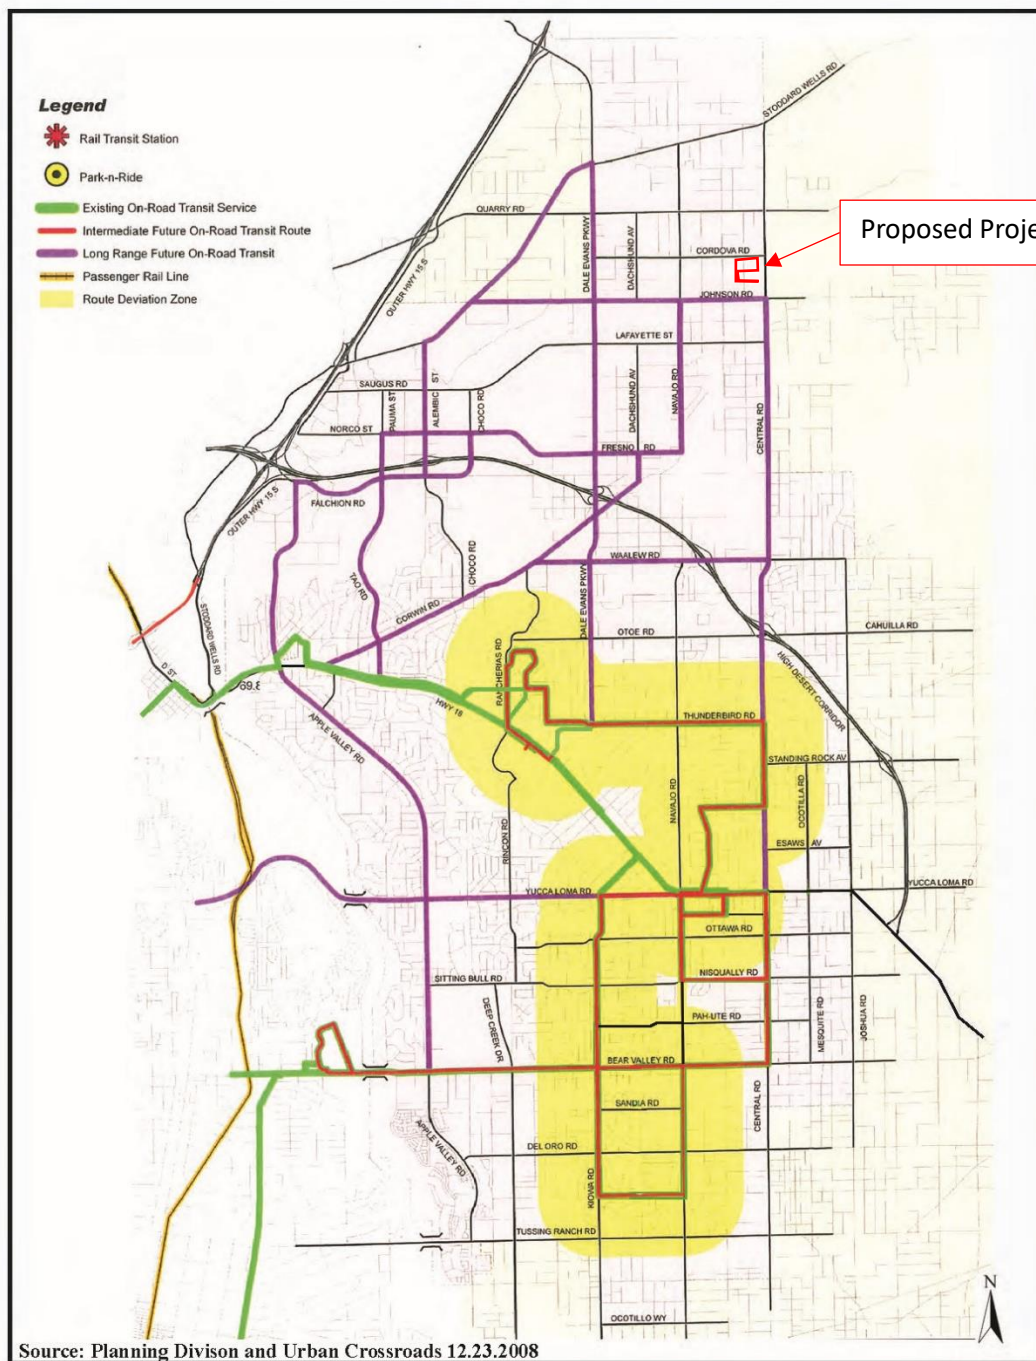 Legend
Rail Transit Station
Park-n-Ride
Existing On-Road Transit Service
Intermediate Future On-Road Transit Route
Long Range Future On-Road Transit
Passenger Rail Line
Route Deviation Zone
STODDARD WELLS RD
QUARRY RD
DALE EVANS PKWY
DACHSHUND AV
CORDOVA RD
Proposed Proje
JOHNSON RD
OUTER HWY 15 S
LAFAYETTE ST
SAUGUS RD
PAUMA ST
ALEMBIC ST
CHOCO RD
DACHSHUND AV
NAVAJO RD
CENTRAL RD
NORCO ST
FRESNO RD
FALCHION RD
OUTER HWY 15 S
CHOCO RD
TAO RD
WAALEW RD
CORWIN RD
DALE EVANS PKWY
STODDARD WELLS RD
OTOE RD
CAHUILLA RD
RANCHERIAS RD
HIGH DESERT CORRIDOR
D ST
69.8
HWY 18
THUNDERBIRD RD
APPLE VALLEY RD
STANDING ROCK AV
NAVAJO RD
OCOTILLA RD
RINCON RD
ESAWS AV
YUCCA LOMA RD
YUCCA LOMA RD
OTTAWA RD
SITTING BULL RD
NISQUALLY RD
DEEP CREEK DR
PAH-UTE RD
MESQUITE RD
JOSHUA RD
BEAR VALLEY RD
SANDIA RD
CENTRAL RD
APPLE VALLEY RD
DEL ORO RD
KIOWA RD
TUSSING RANCH RD
N
OCOTILLO WY
Source: Planning Divison and Urban Crossroads 12.23.2008